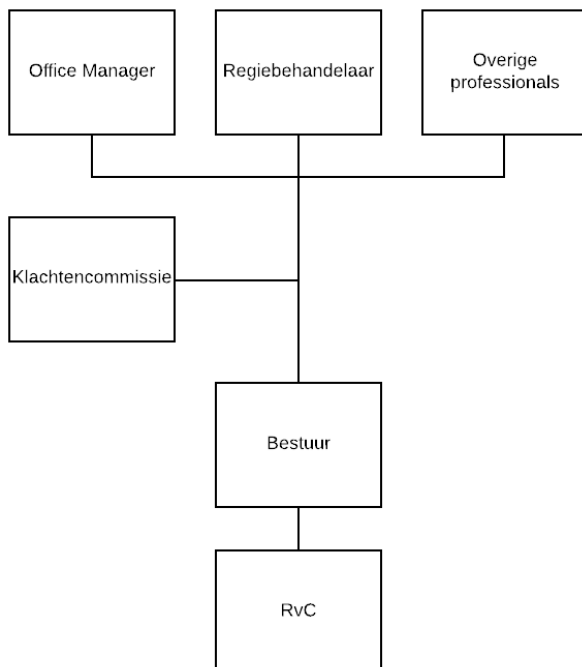 Office Manager
Regiebehandelaar
Overige
professionals
Klachtencommissie
Bestuur
RvC